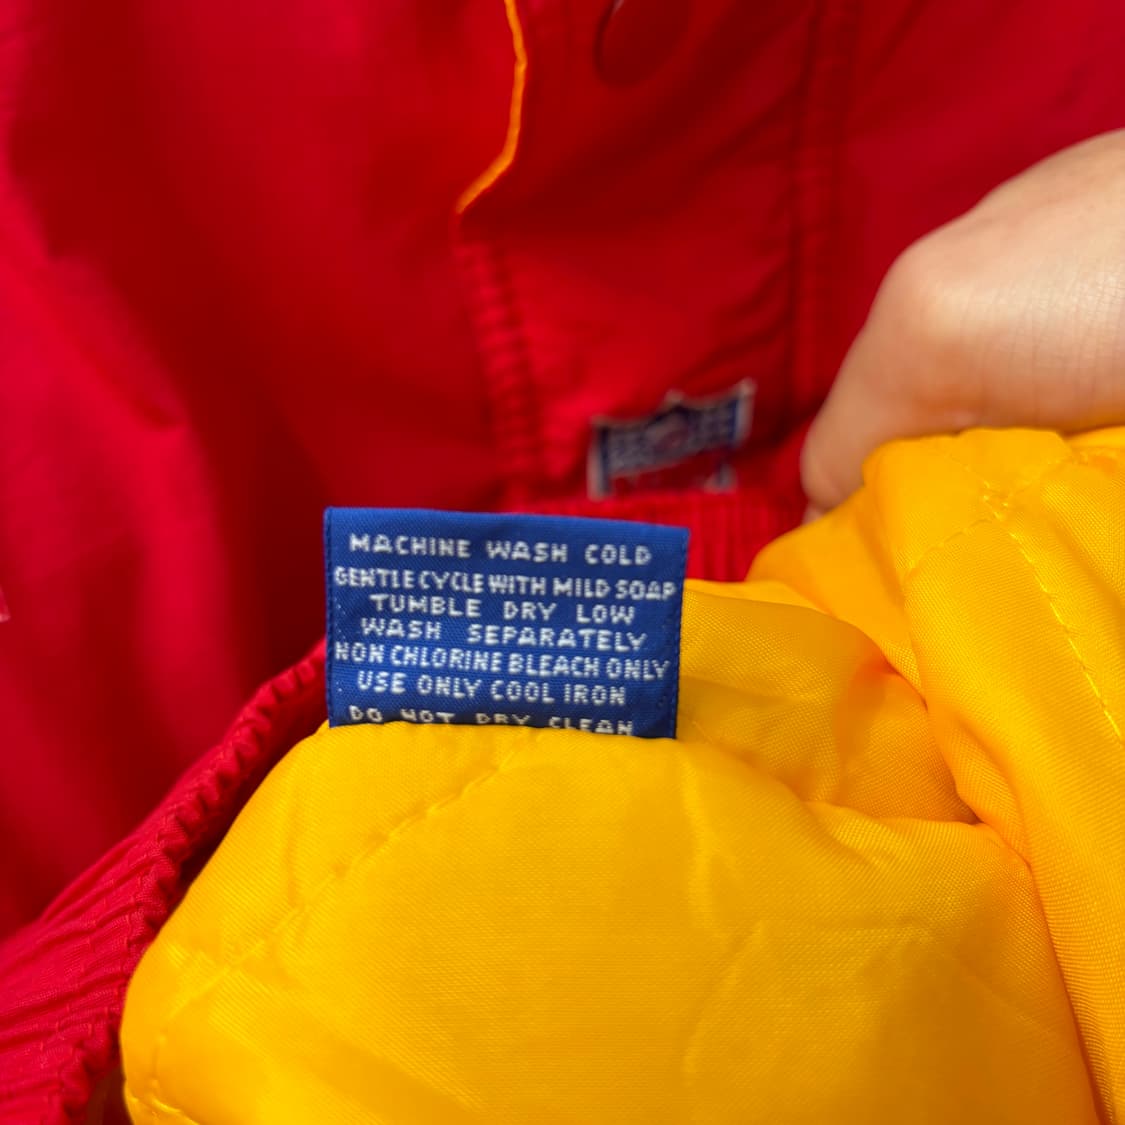 MACHINE WASH COLD
GENTLE CYCLE WITH MILD SOAP
TUMBLE DRY LOW
WASH SEPARATELY
NON CHLORINE BLEACH ONLY
USE ONLY COOL IRON
DO NOT DRY CLEAN